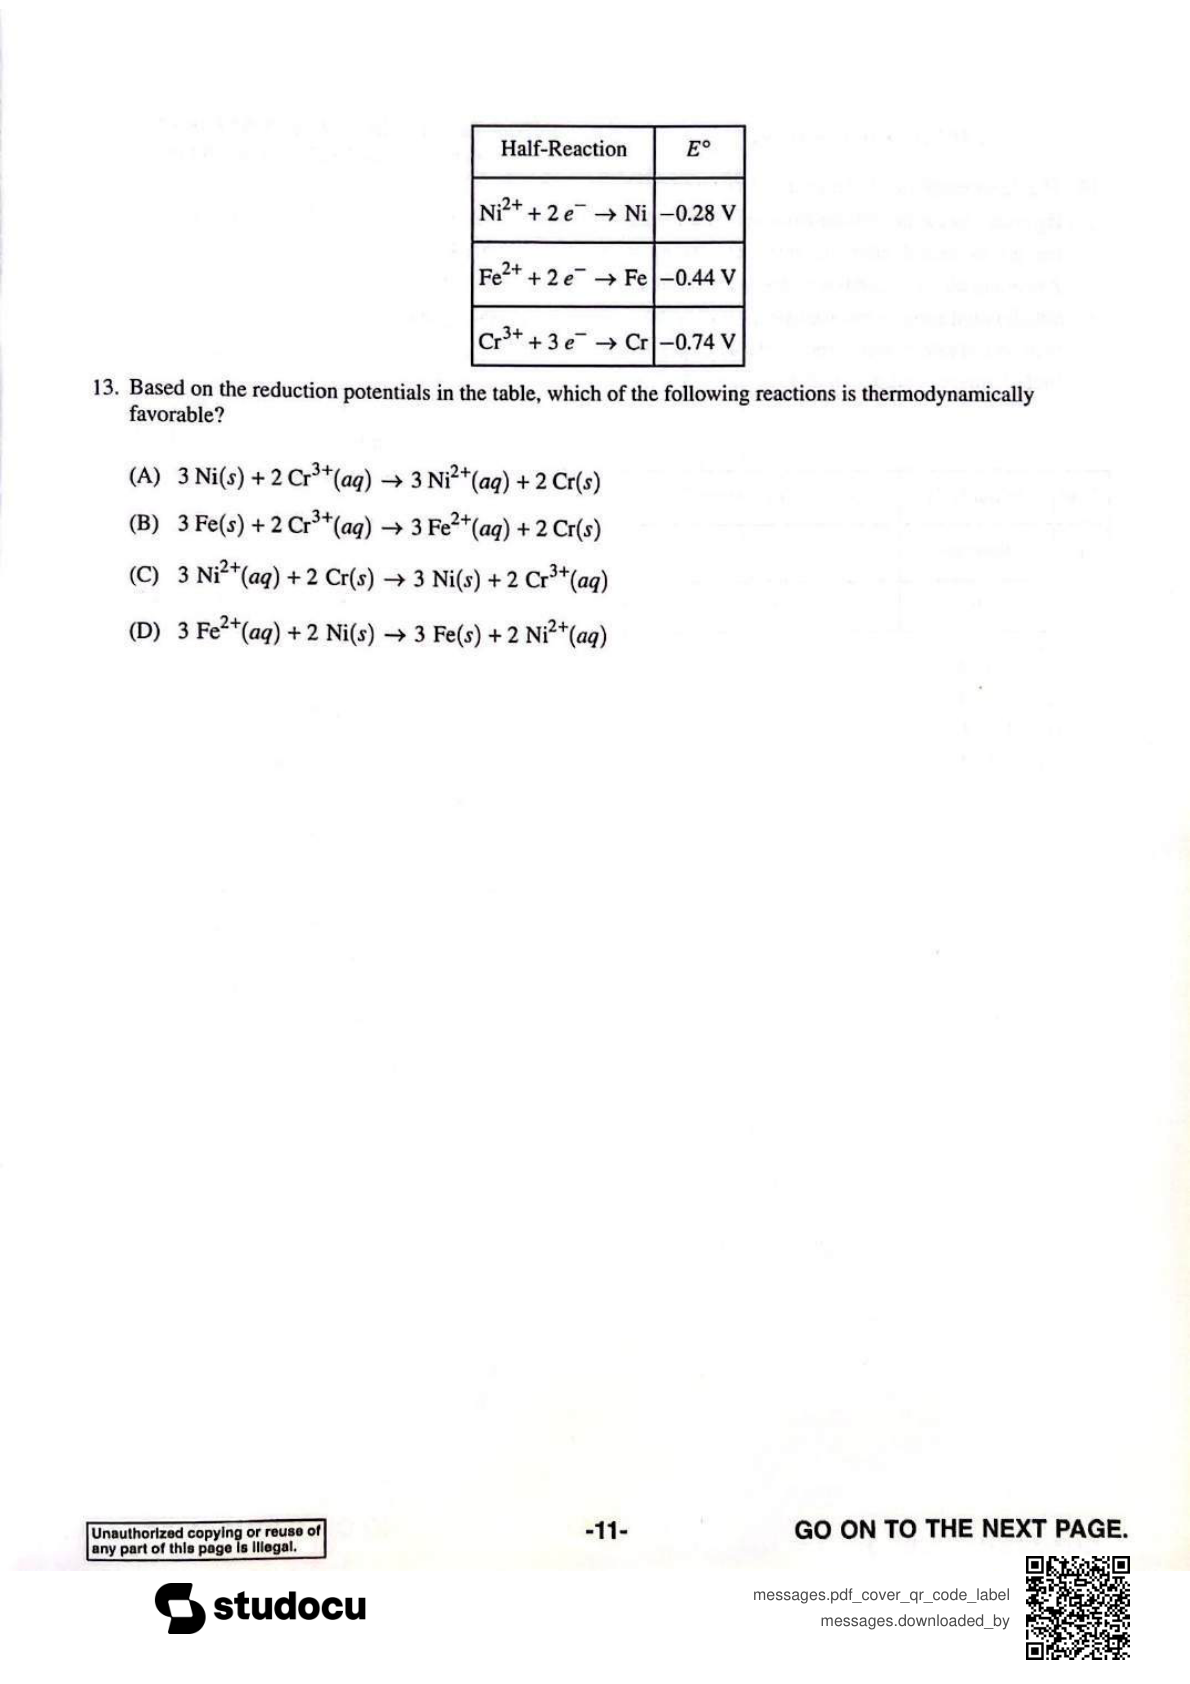 Half-Reaction E°
Ni²⁺ + 2 e⁻ → Ni −0.28 V
Fe²⁺ + 2 e⁻ → Fe −0.44 V
Cr³⁺ + 3 e⁻ → Cr −0.74 V
13. Based on the reduction potentials in the table, which of the following reactions is thermodynamically
favorable?
(A) 3 Ni(s) + 2 Cr³⁺(aq) → 3 Ni²⁺(aq) + 2 Cr(s)
(B) 3 Fe(s) + 2 Cr³⁺(aq) → 3 Fe²⁺(aq) + 2 Cr(s)
(C) 3 Ni²⁺(aq) + 2 Cr(s) → 3 Ni(s) + 2 Cr³⁺(aq)
(D) 3 Fe²⁺(aq) + 2 Ni(s) → 3 Fe(s) + 2 Ni²⁺(aq)
Unauthorized copying or reuse of
any part of this page is illegal.
-11-
GO ON TO THE NEXT PAGE.
studocu
messages.pdf_cover_qr_code_label
messages.downloaded_by